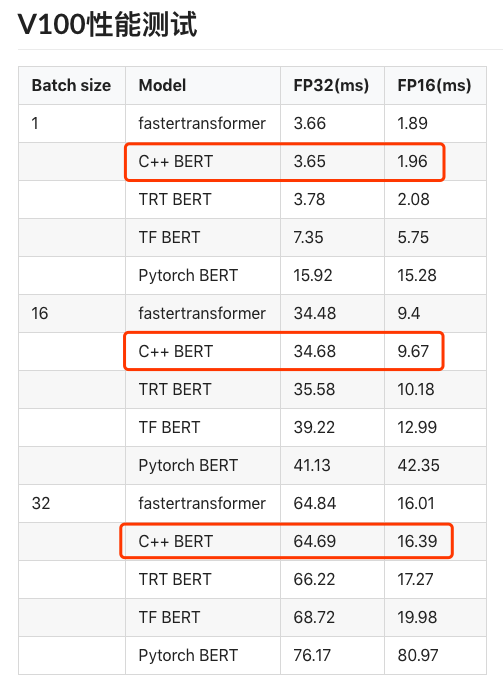 V100性能测试
Batch size Model FP32(ms) FP16(ms)
1 fastertransformer 3.66 1.89
C++ BERT 3.65 1.96
TRT BERT 3.78 2.08
TF BERT 7.35 5.75
Pytorch BERT 15.92 15.28
16 fastertransformer 34.48 9.4
C++ BERT 34.68 9.67
TRT BERT 35.58 10.18
TF BERT 39.22 12.99
Pytorch BERT 41.13 42.35
32 fastertransformer 64.84 16.01
C++ BERT 64.69 16.39
TRT BERT 66.22 17.27
TF BERT 68.72 19.98
Pytorch BERT 76.17 80.97